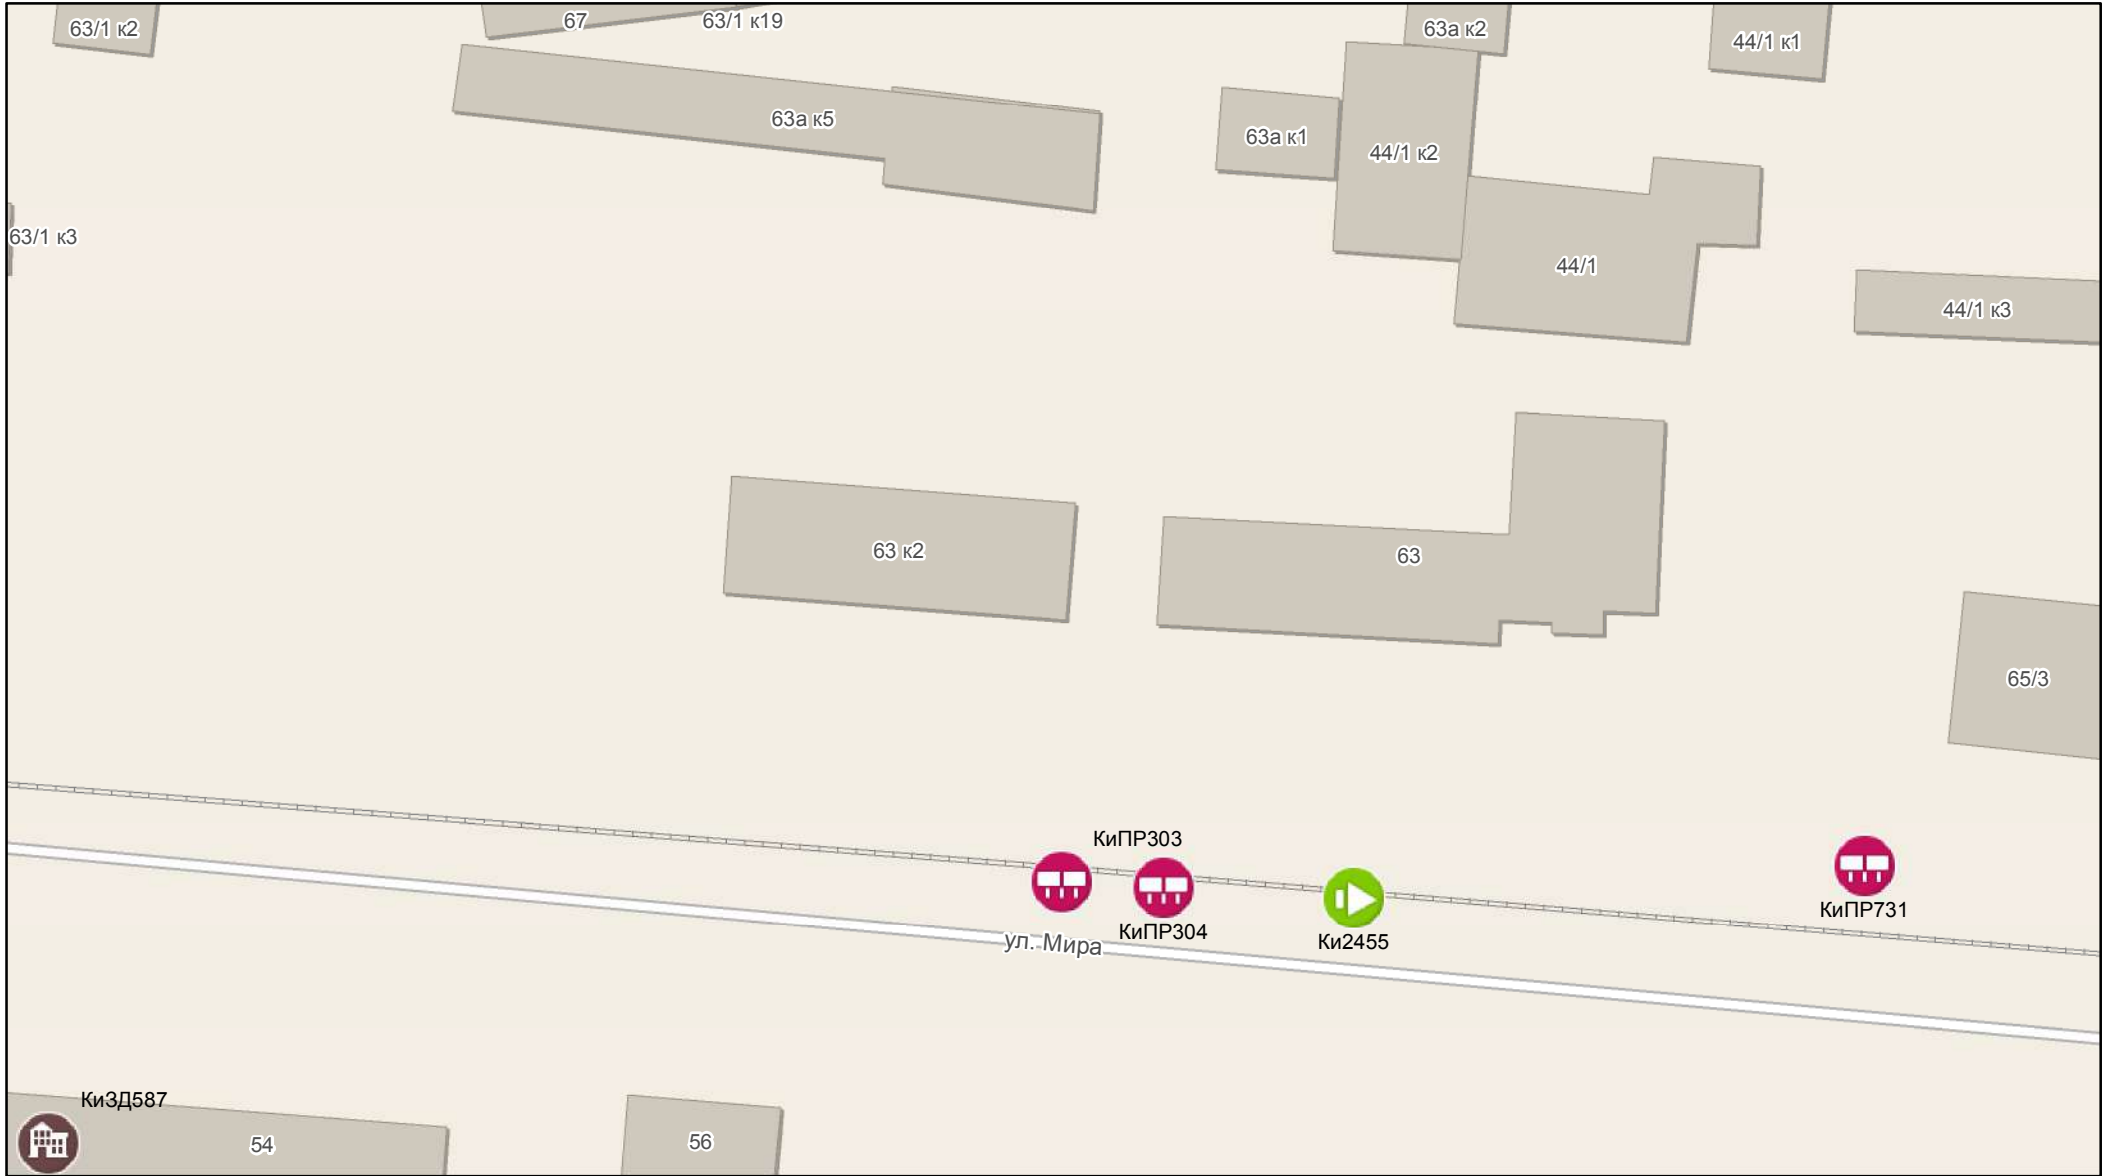 63/1 к2
67
63/1 к19
63а к2
44/1 к1
63а к5
63а к1
44/1 к2
63/1 к3
44/1
44/1 к3
63 к2
63
65/3
КиПР303
КиПР304
ул. Мира
Ки2455
КиПР731
КиЗД587
54
56